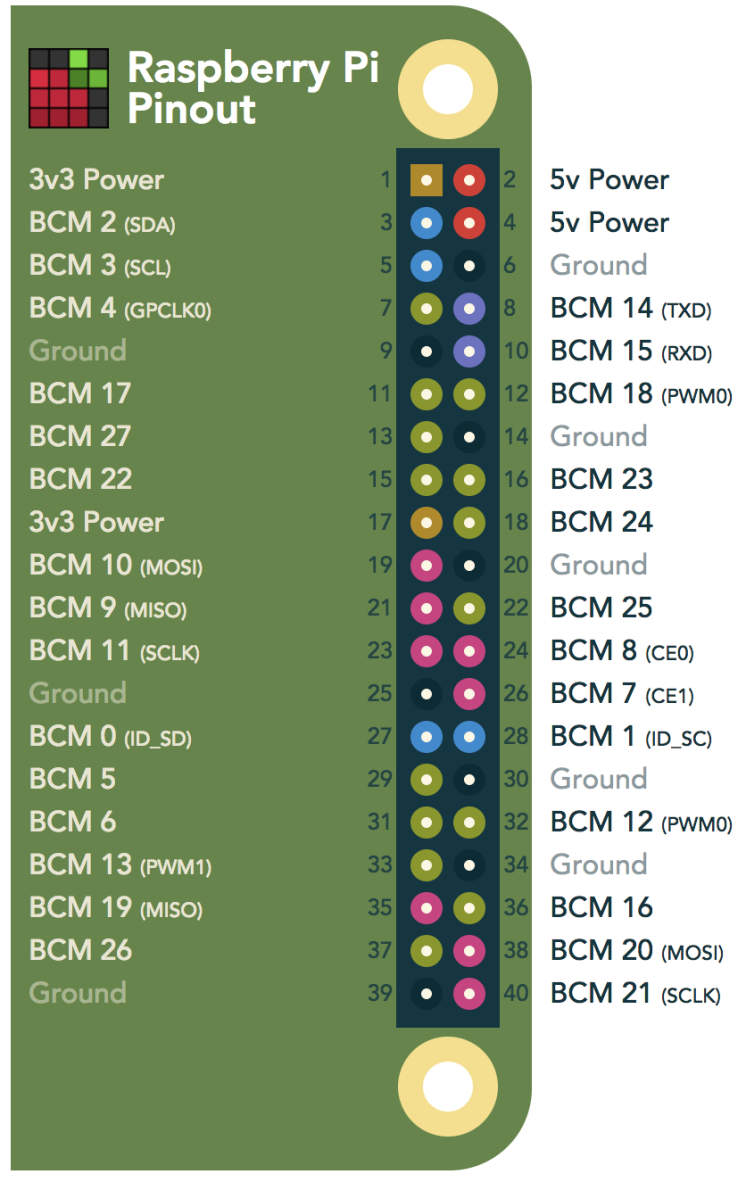 Raspberry Pi
Pinout
3v3 Power 1 2 5v Power
BCM 2 (SDA) 3 4 5v Power
BCM 3 (SCL) 5 6 Ground
BCM 4 (GPCLK0) 7 8 BCM 14 (TXD)
Ground 9 10 BCM 15 (RXD)
BCM 17 11 12 BCM 18 (PWM0)
BCM 27 13 14 Ground
BCM 22 15 16 BCM 23
3v3 Power 17 18 BCM 24
BCM 10 (MOSI) 19 20 Ground
BCM 9 (MISO) 21 22 BCM 25
BCM 11 (SCLK) 23 24 BCM 8 (CE0)
Ground 25 26 BCM 7 (CE1)
BCM 0 (ID_SD) 27 28 BCM 1 (ID_SC)
BCM 5 29 30 Ground
BCM 6 31 32 BCM 12 (PWM0)
BCM 13 (PWM1) 33 34 Ground
BCM 19 (MISO) 35 36 BCM 16
BCM 26 37 38 BCM 20 (MOSI)
Ground 39 40 BCM 21 (SCLK)